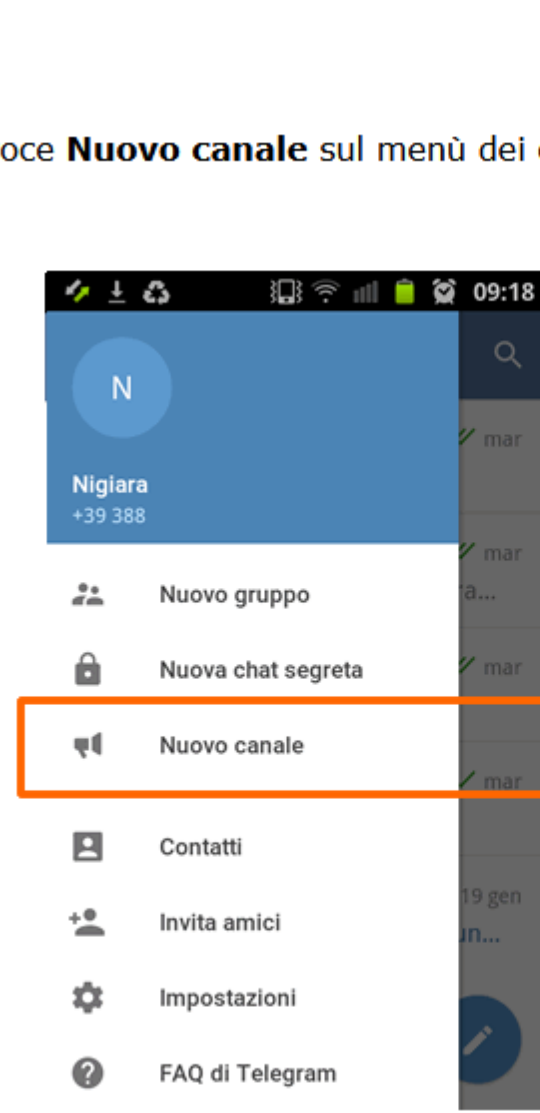 oce Nuovo canale sul menù dei
09:18
N
mar
Nigiara
+39 388
mar
Nuovo gruppo
a...
Nuova chat segreta
mar
Nuovo canale
mar
Contatti
19 gen
Invita amici
un...
Impostazioni
FAQ di Telegram